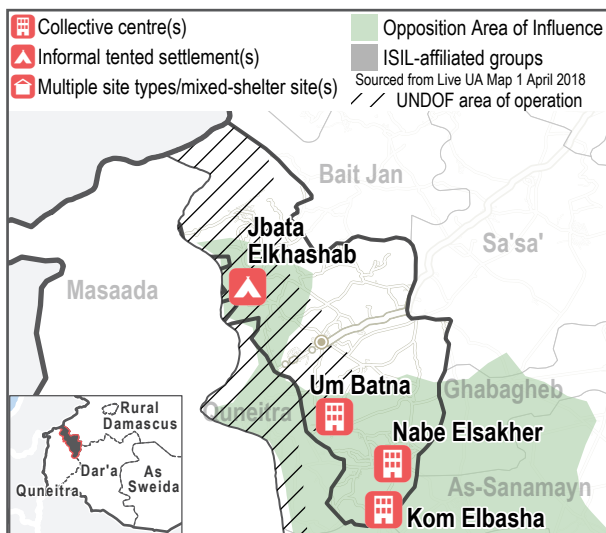 Collective centre(s)
Informal tented settlement(s)
Multiple site types/mixed-shelter site(s)
Opposition Area of Influence
ISIL-affiliated groups
Sourced from Live UA Map 1 April 2018
UNDOF area of operation
Bait Jan
Jbata
Elkhashab
Sa'sa'
Masaada
Um Batna
Ghabagheb
Quneitra
Nabe Elsakher
As-Sanamayn
Kom Elbasha
Rural
Damascus
Dar'a
As
Sweida
Quneitra